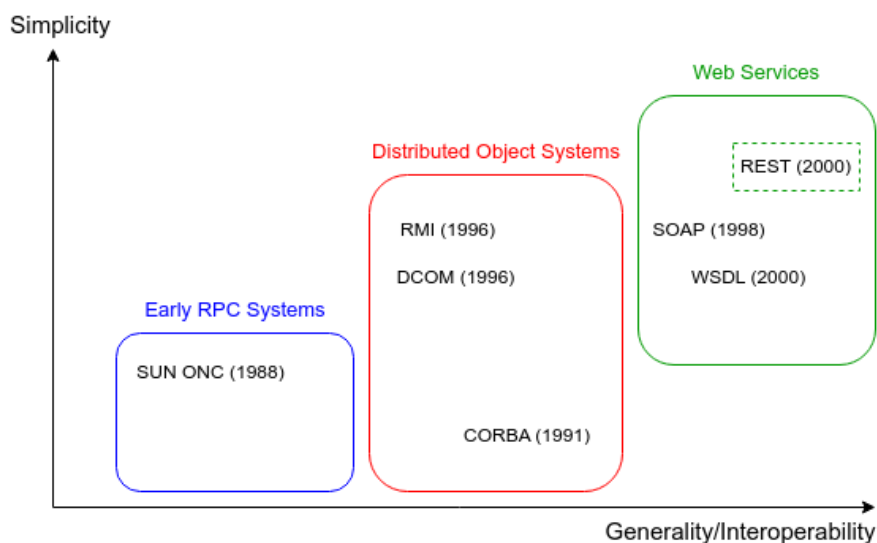 Simplicity
Web Services
REST (2000)
Distributed Object Systems
RMI (1996)
SOAP (1998)
DCOM (1996)
WSDL (2000)
Early RPC Systems
SUN ONC (1988)
CORBA (1991)
Generality/Interoperability